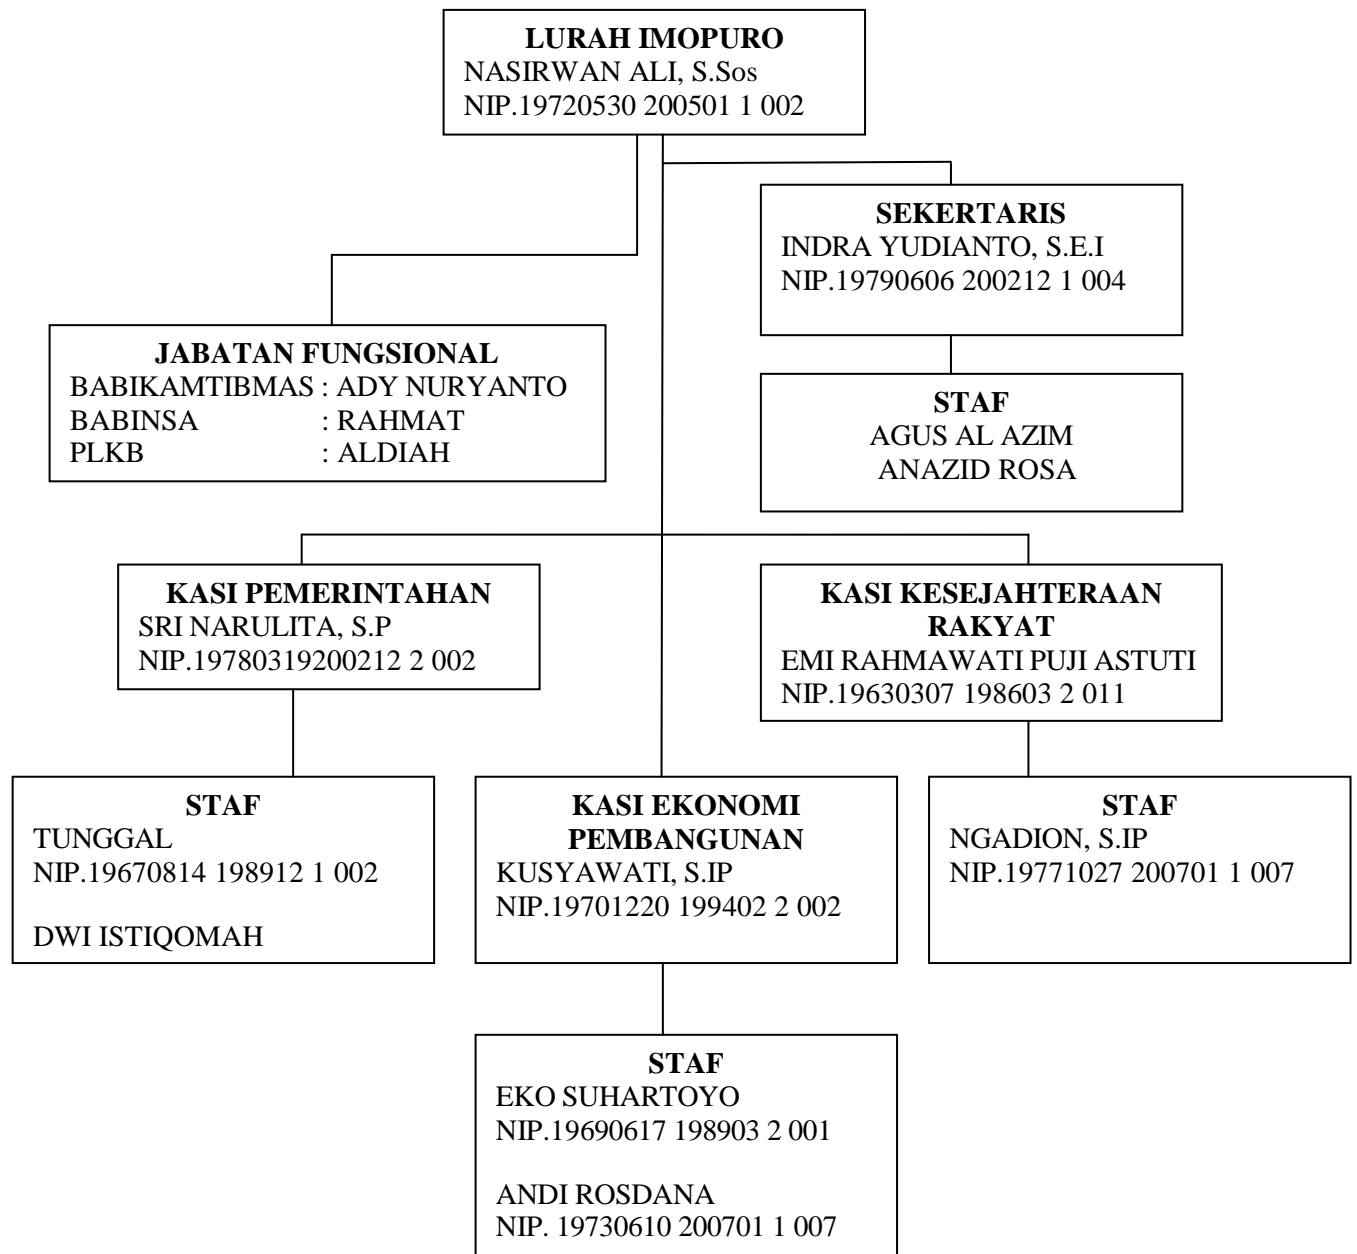 LURAH IMOPURO
NASIRWAN ALI, S.Sos
NIP.19720530 200501 1 002
SEKERTARIS
INDRA YUDIANTO, S.E.I
NIP.19790606 200212 1 004
JABATAN FUNGSIONAL
BABIKAMTIBMAS : ADY NURYANTO
BABINSA : RAHMAT
PLKB : ALDIAH
STAF
AGUS AL AZIM
ANAZID ROSA
KASI PEMERINTAHAN
SRI NARULITA, S.P
NIP.19780319200212 2 002
KASI KESEJAHTERAAN
RAKYAT
EMI RAHMAWATI PUJI ASTUTI
NIP.19630307 198603 2 011
STAF
TUNGGAL
NIP.19670814 198912 1 002
DWI ISTIQOMAH
KASI EKONOMI
PEMBANGUNAN
KUSYAWATI, S.IP
NIP.19701220 199402 2 002
STAF
NGADION, S.IP
NIP.19771027 200701 1 007
STAF
EKO SUHARTOYO
NIP.19690617 198903 2 001
ANDI ROSDANA
NIP. 19730610 200701 1 007